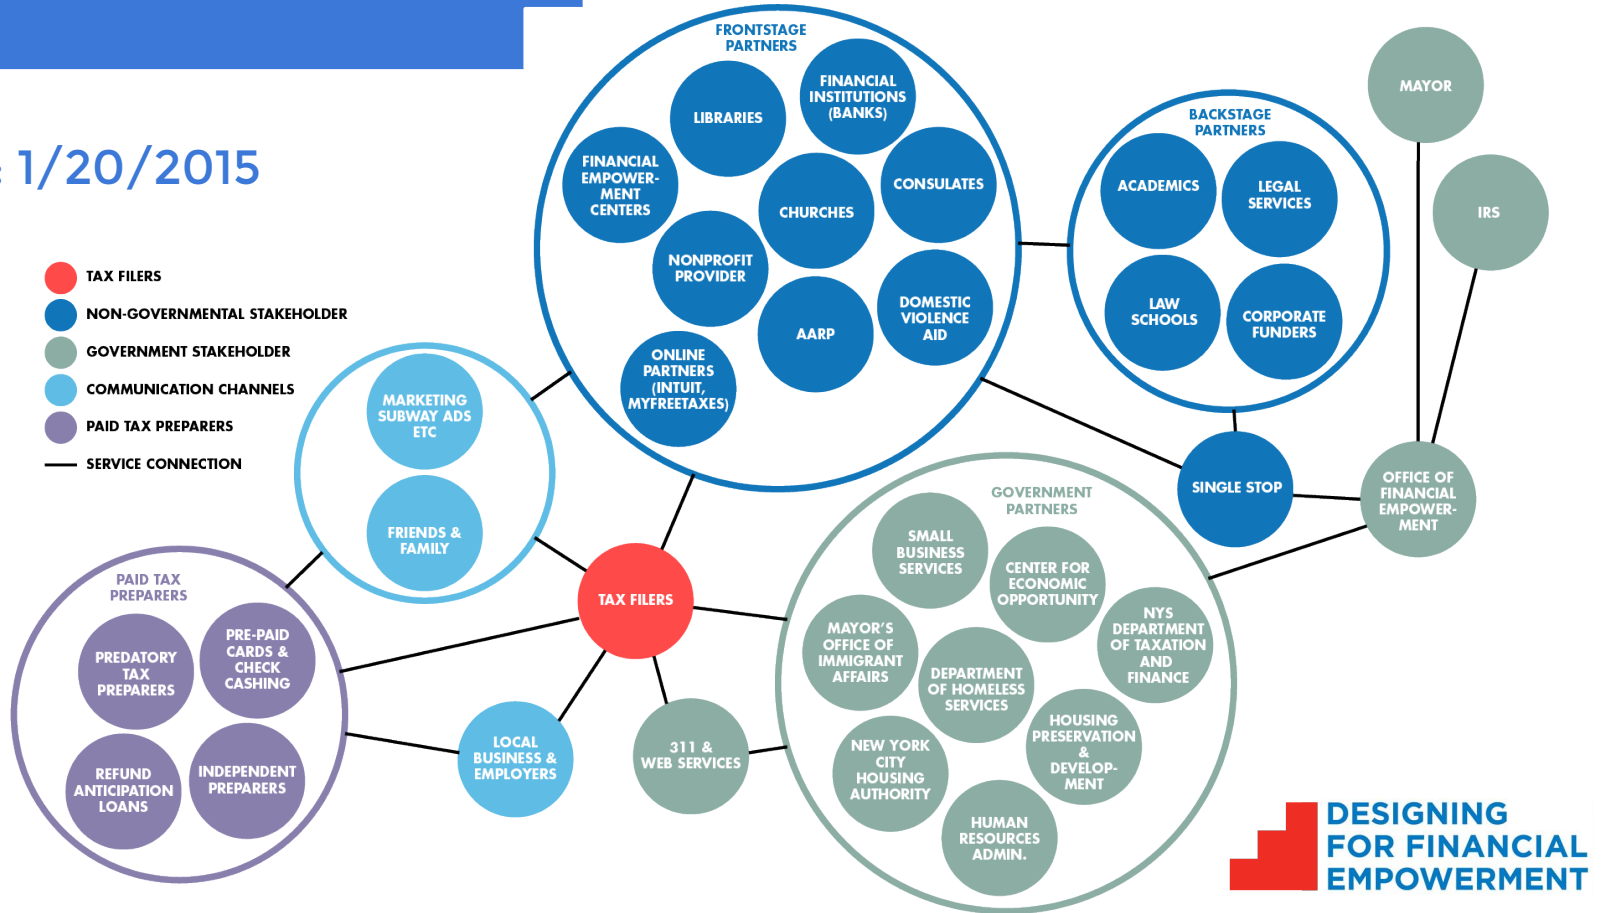 : 1/20/2015
TAX FILERS
NON-GOVERNMENTAL STAKEHOLDER
GOVERNMENT STAKEHOLDER
COMMUNICATION CHANNELS
PAID TAX PREPARERS
SERVICE CONNECTION
FRONTSTAGE
PARTNERS
LIBRARIES
FINANCIAL
INSTITUTIONS
(BANKS)
FINANCIAL
EMPOWER-
MENT
CENTERS
CHURCHES
CONSULATES
NONPROFIT
PROVIDER
AARP
DOMESTIC
VIOLENCE
AID
ONLINE
PARTNERS
(INTUIT,
MYFREETAXES)
BACKSTAGE
PARTNERS
ACADEMICS
LEGAL
SERVICES
LAW
SCHOOLS
CORPORATE
FUNDERS
MAYOR
IRS
SINGLE STOP
OFFICE OF
FINANCIAL
EMPOWER-
MENT
MARKETING
SUBWAY ADS
ETC
FRIENDS &
FAMILY
TAX FILERS
PAID TAX
PREPARERS
PREDATORY
TAX
PREPARERS
PRE-PAID
CARDS &
CHECK
CASHING
REFUND
ANTICIPATION
LOANS
INDEPENDENT
PREPARERS
LOCAL
BUSINESS &
EMPLOYERS
311 &
WEB SERVICES
GOVERNMENT
PARTNERS
SMALL
BUSINESS
SERVICES
CENTER FOR
ECONOMIC
OPPORTUNITY
MAYOR'S
OFFICE OF
IMMIGRANT
AFFAIRS
DEPARTMENT
OF HOMELESS
SERVICES
NYS
DEPARTMENT
OF TAXATION
AND
FINANCE
NEW YORK
CITY
HOUSING
AUTHORITY
HOUSING
PRESERVATION
&
DEVELOP-
MENT
HUMAN
RESOURCES
ADMIN.
DESIGNING
FOR FINANCIAL
EMPOWERMENT